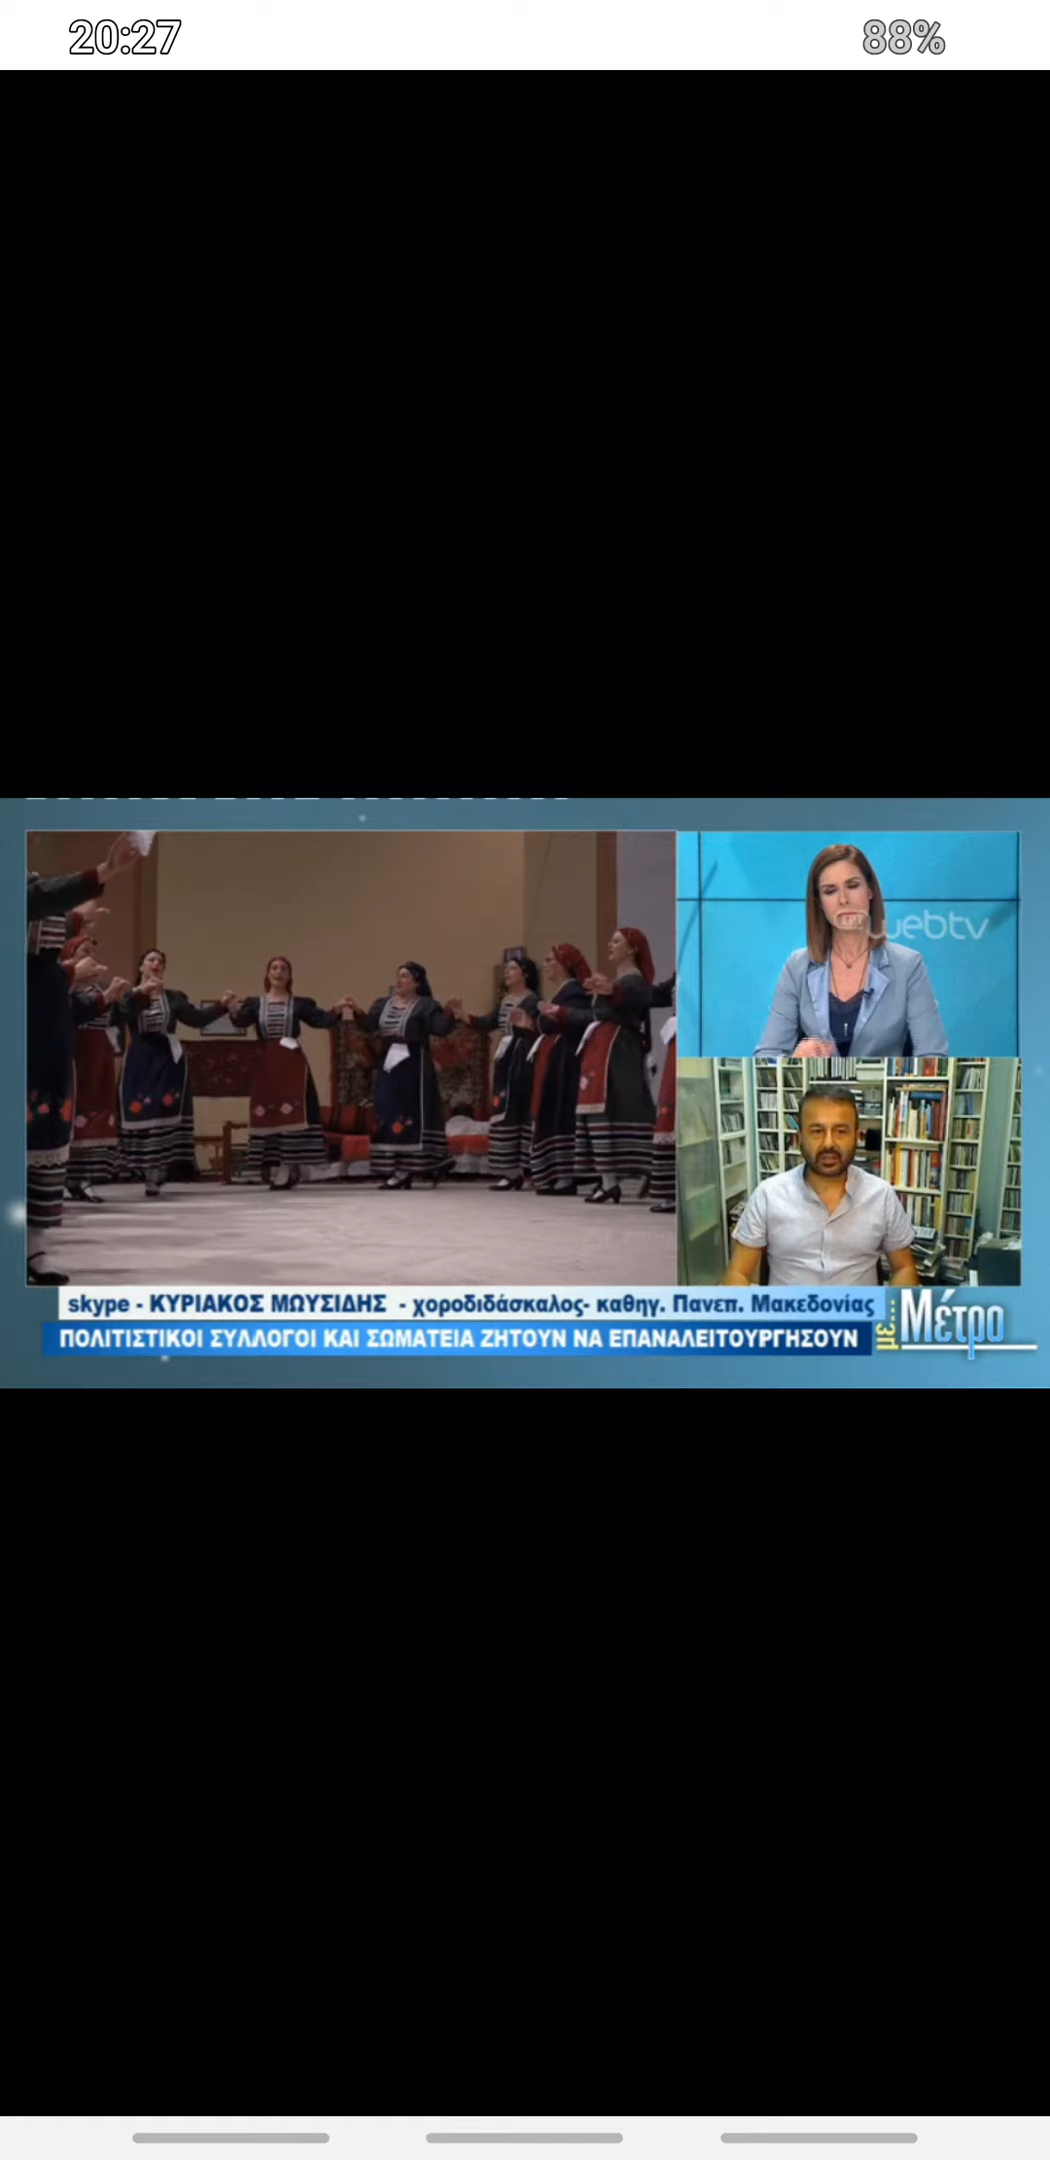 20:27
88%
webtv
skype - ΚΥΡΙΑΚΟΣ ΜΩΥΣΙΔΗΣ - χοροδιδάσκαλος- καθηγ. Πανεπ. Μακεδονίας
ΠΟΛΙΤΙΣΤΙΚΟΙ ΣΥΛΛΟΓΟΙ ΚΑΙ ΣΩΜΑΤΕΙΑ ΖΗΤΟΥΝ ΝΑ ΕΠΑΝΑΛΕΙΤΟΥΡΓΗΣΟΥΝ
με... Μέτρο